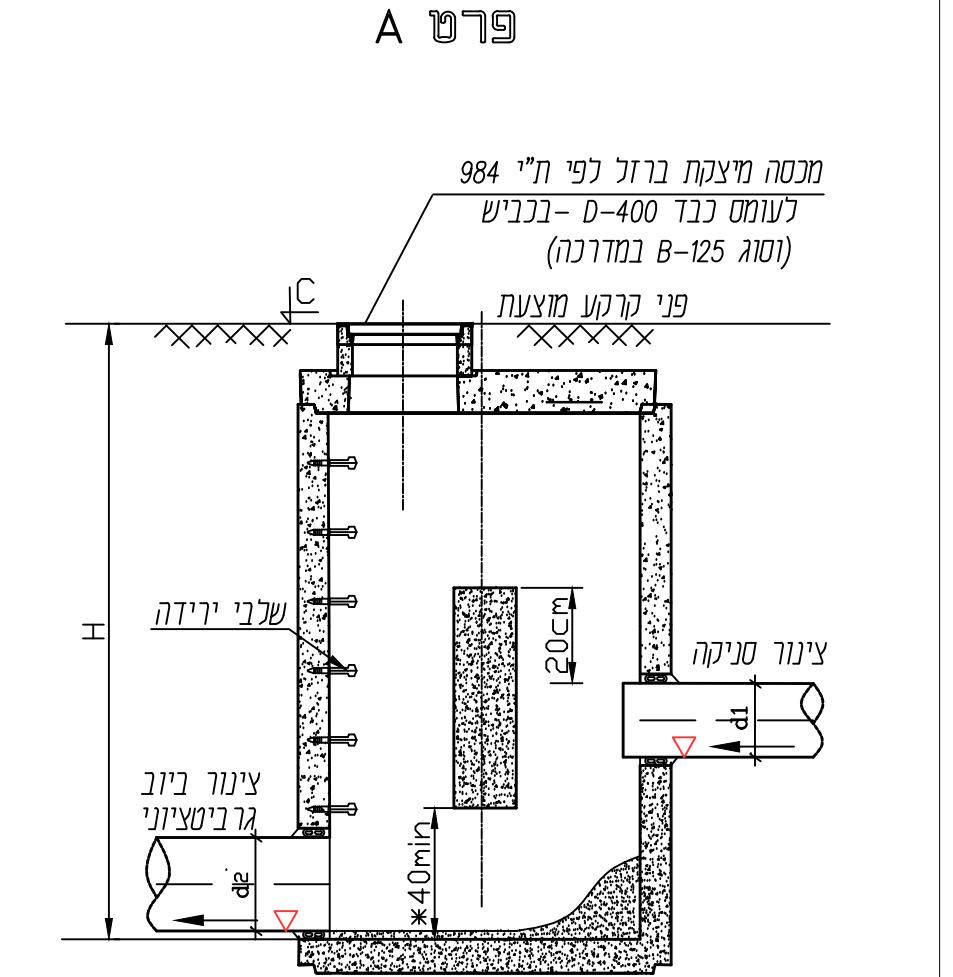 פרט A
מכסה מיצקת ברזל לפי ת"י 984
לעומס כבד D-400 -בכביש
(וסוג B-125 במדרכה)
פני קרקע מוצעת
C
H
שלבי ירידה
20cm
צינור סניקה
d1
צינור ביוב
גרביטציוני
d2
*40min